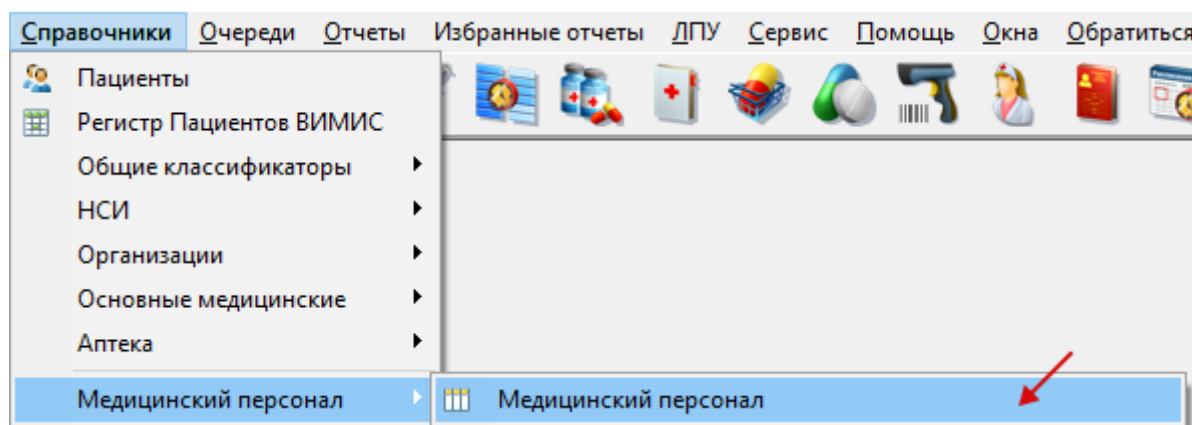 Справочники Очереди Отчеты Избранные отчеты ЛПУ Сервис Помощь Окна Обратиться
Пациенты
Регистр Пациентов ВИМИС
Общие классификаторы
НСИ
Организации
Основные медицинские
Аптека
Медицинский персонал Медицинский персонал